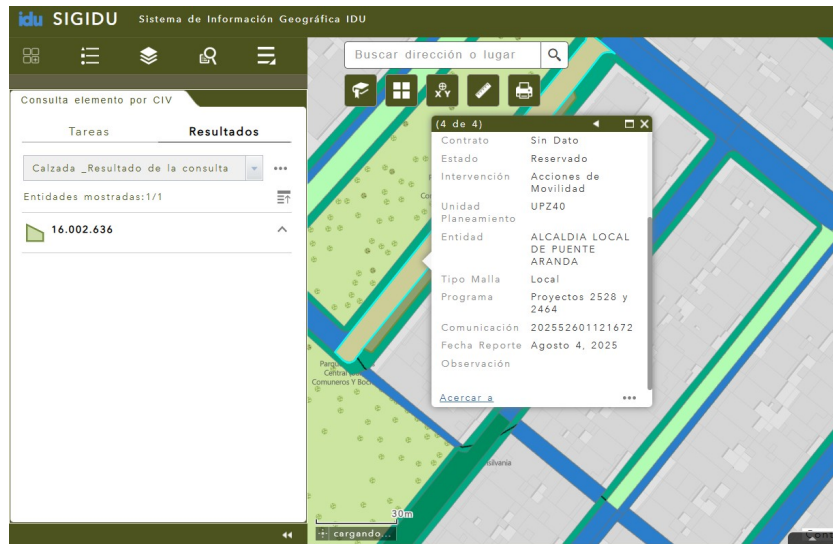 idu SIGIDU Sistema de Información Geográfica IDU
Buscar dirección o lugar
Consulta elemento por CIV
Tareas Resultados
Calzada _Resultado de la consulta
Entidades mostradas:1/1
16.002.636
(4 de 4)
Contrato Sin Dato
Estado Reservado
Intervención Acciones de
Movilidad
Unidad UPZ40
Planeamiento
Entidad ALCALDIA LOCAL
DE PUENTE
ARANDA
Tipo Malla Local
Programa Proyectos 2528 y
2464
Comunicación 202552601121672
Fecha Reporte Agosto 4, 2025
Observación
Acercar a
Central
Comuneros Y
30m
cargando...